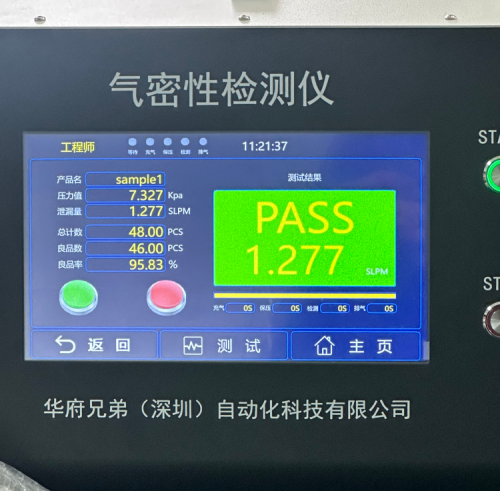 气密性检测仪
STA
工程师 等待 充气 保压 检测 排气 11:21:37
产品名 sample1
压力值 7.327 Kpa
泄漏量 1.277 SLPM
总计数 48.00 PCS
良品数 46.00 PCS
良品率 95.83 %
测试结果
PASS
1.277 SLPM
充气 0S 保压 0S 检测 0S 排气 0S
ST
返回 测试 主页
华府兄弟（深圳）自动化科技有限公司